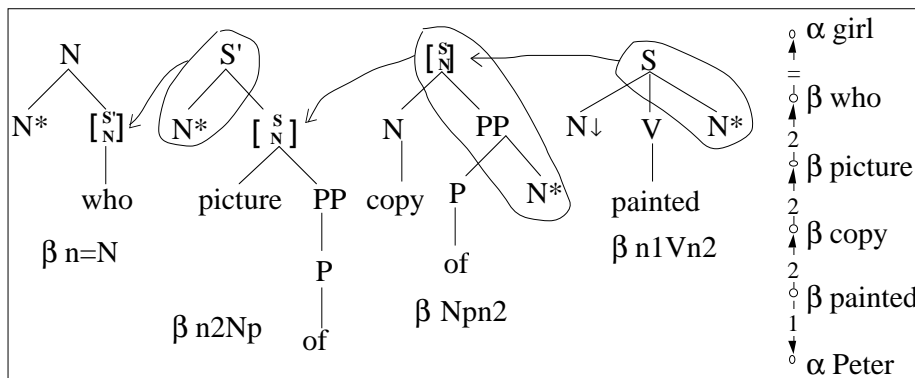 N
N*
[S'
N]
who
β n=N
S'
N*
[S
N]
picture
PP
P
of
β n2Np
[S
N]
N
PP
copy
P
N*
of
β Npn2
S
N↓
V
N*
painted
β n1Vn2
α girl
=
β who
2
β picture
2
β copy
2
β painted
1
α Peter